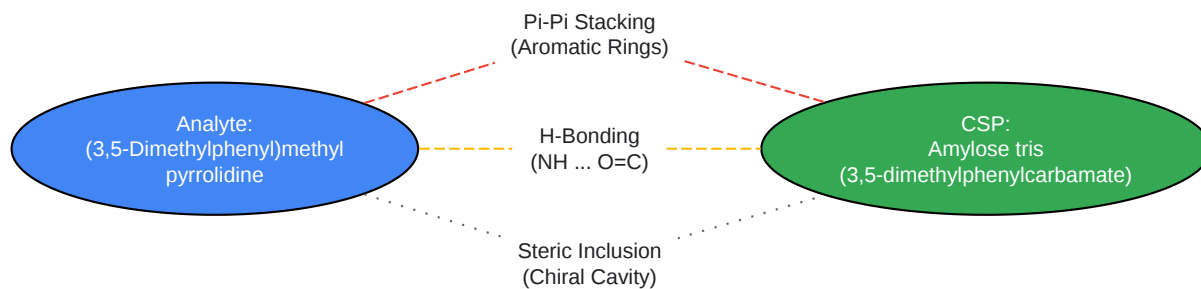 Pi-Pi Stacking
(Aromatic Rings)
Analyte:
(3,5-Dimethylphenyl)methyl
pyrrolidine
H-Bonding
(NH ... O=C)
CSP:
Amylose tris
(3,5-dimethylphenylcarbamate)
Steric Inclusion
(Chiral Cavity)